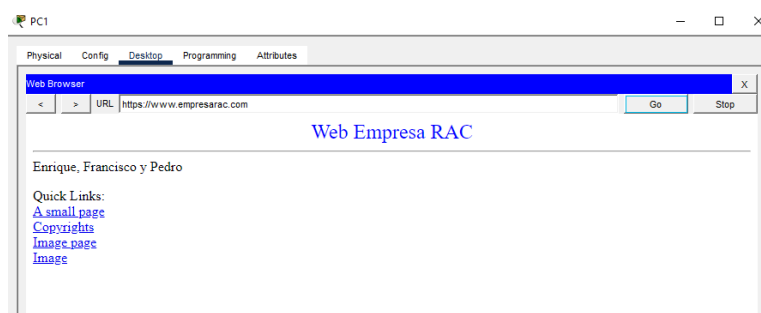 PC1
Physical Config Desktop Programming Attributes
Web Browser
X
< > URL https://www.empresarac.com Go Stop
Web Empresa RAC
Enrique, Francisco y Pedro
Quick Links:
A small page
Copyrights
Image page
Image